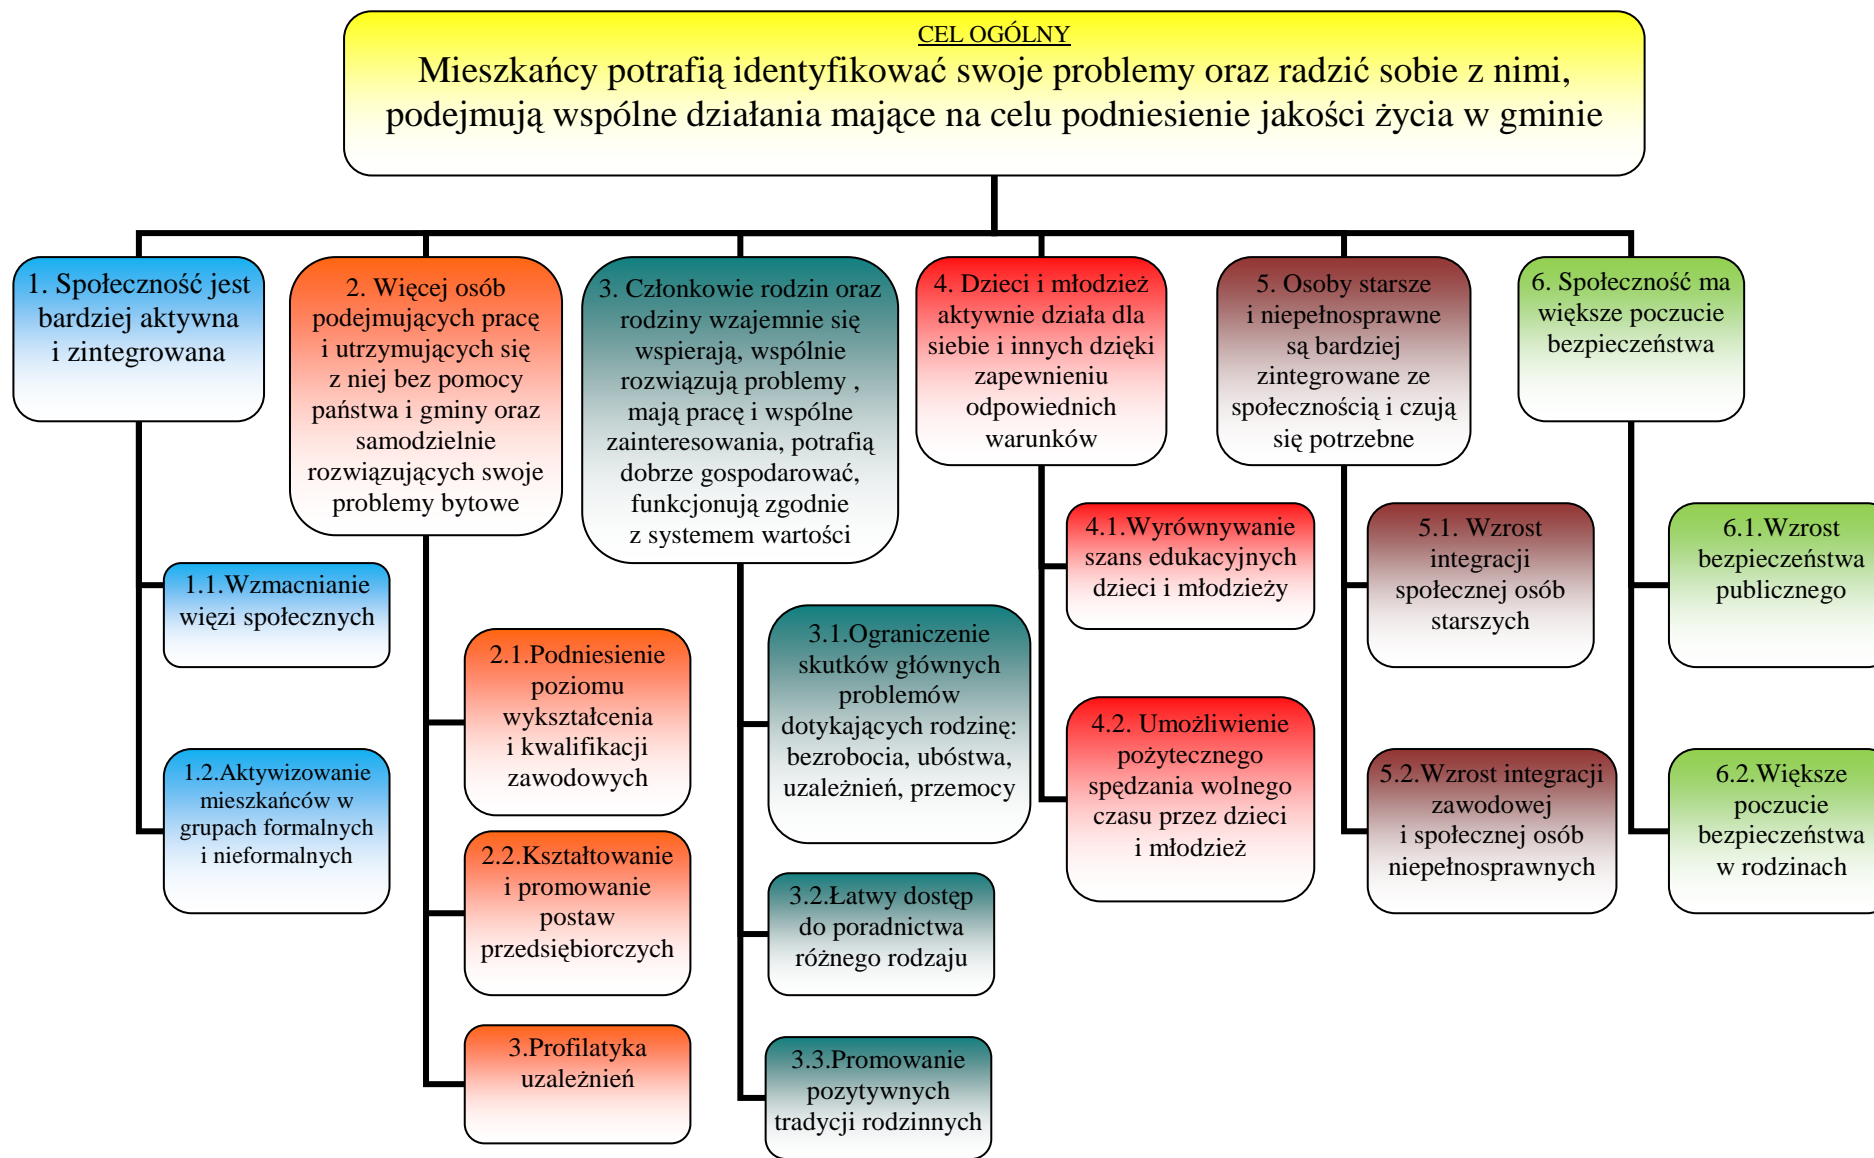 CEL OGÓLNY
Mieszkańcy potrafią identyfikować swoje problemy oraz radzić sobie z nimi,
podejmują wspólne działania mające na celu podniesienie jakości życia w gminie
1. Społeczność jest
bardziej aktywna
i zintegrowana
2. Więcej osób
podejmujących pracę
i utrzymujących się
z niej bez pomocy
państwa i gminy oraz
samodzielnie
rozwiązujących swoje
problemy bytowe
3. Członkowie rodzin oraz
rodziny wzajemnie się
wspierają, wspólnie
rozwiązują problemy ,
mają pracę i wspólne
zainteresowania, potrafią
dobrze gospodarować,
funkcjonują zgodnie
z systemem wartości
4. Dzieci i młodzież
aktywnie działa dla
siebie i innych dzięki
zapewnieniu
odpowiednich
warunków
5. Osoby starsze
i niepełnosprawne
są bardziej
zintegrowane ze
społecznością i czują
się potrzebne
6. Społeczność ma
większe poczucie
bezpieczeństwa
1.1.Wzmacnianie
więzi społecznych
1.2.Aktywizowanie
mieszkańców w
grupach formalnych
i nieformalnych
2.1.Podniesienie
poziomu
wykształcenia
i kwalifikacji
zawodowych
2.2.Kształtowanie
i promowanie
postaw
przedsiębiorczych
3.Profilatyka
uzależnień
3.1.Ograniczenie
skutków głównych
problemów
dotykających rodzinę:
bezrobocia, ubóstwa,
uzależnień, przemocy
3.2.Łatwy dostęp
do poradnictwa
różnego rodzaju
3.3.Promowanie
pozytywnych
tradycji rodzinnych
4.1.Wyrównywanie
szans edukacyjnych
dzieci i młodzieży
4.2. Umożliwienie
pożytecznego
spędzania wolnego
czasu przez dzieci
i młodzież
5.1. Wzrost
integracji
społecznej osób
starszych
5.2.Wzrost integracji
zawodowej
i społecznej osób
niepełnosprawnych
6.1.Wzrost
bezpieczeństwa
publicznego
6.2.Większe
poczucie
bezpieczeństwa
w rodzinach